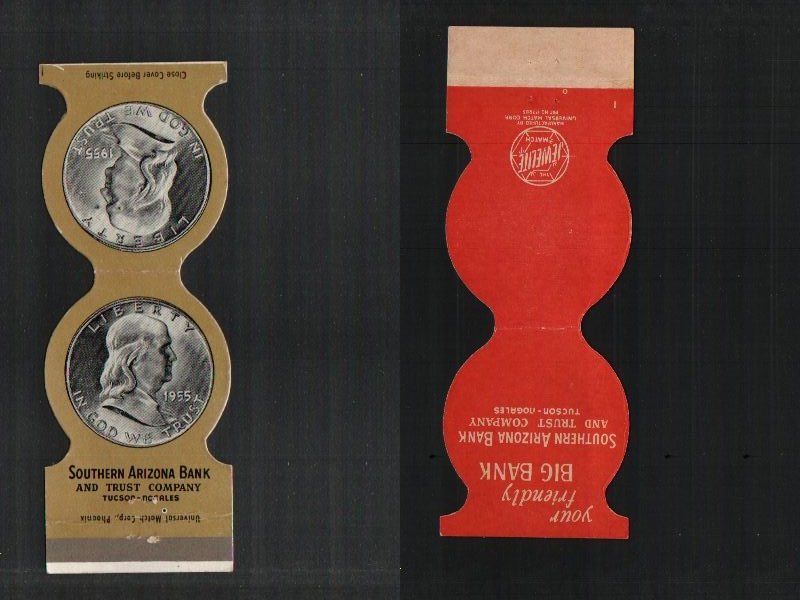 Close Cover Before Striking
IN GOD WE TRUST
1955
LIBERTY
LIBERTY
1955
IN GOD WE TRUST
SOUTHERN ARIZONA BANK
AND TRUST COMPANY
TUCSON-NOGALES
Universal Match Corp., Phoenix
MANUFACTURED BY
UNIVERSAL MATCH CORP.
THE
JEWELITE
MATCH
your
friendly
BIG BANK
SOUTHERN ARIZONA BANK
AND TRUST COMPANY
TUCSON-NOGALES